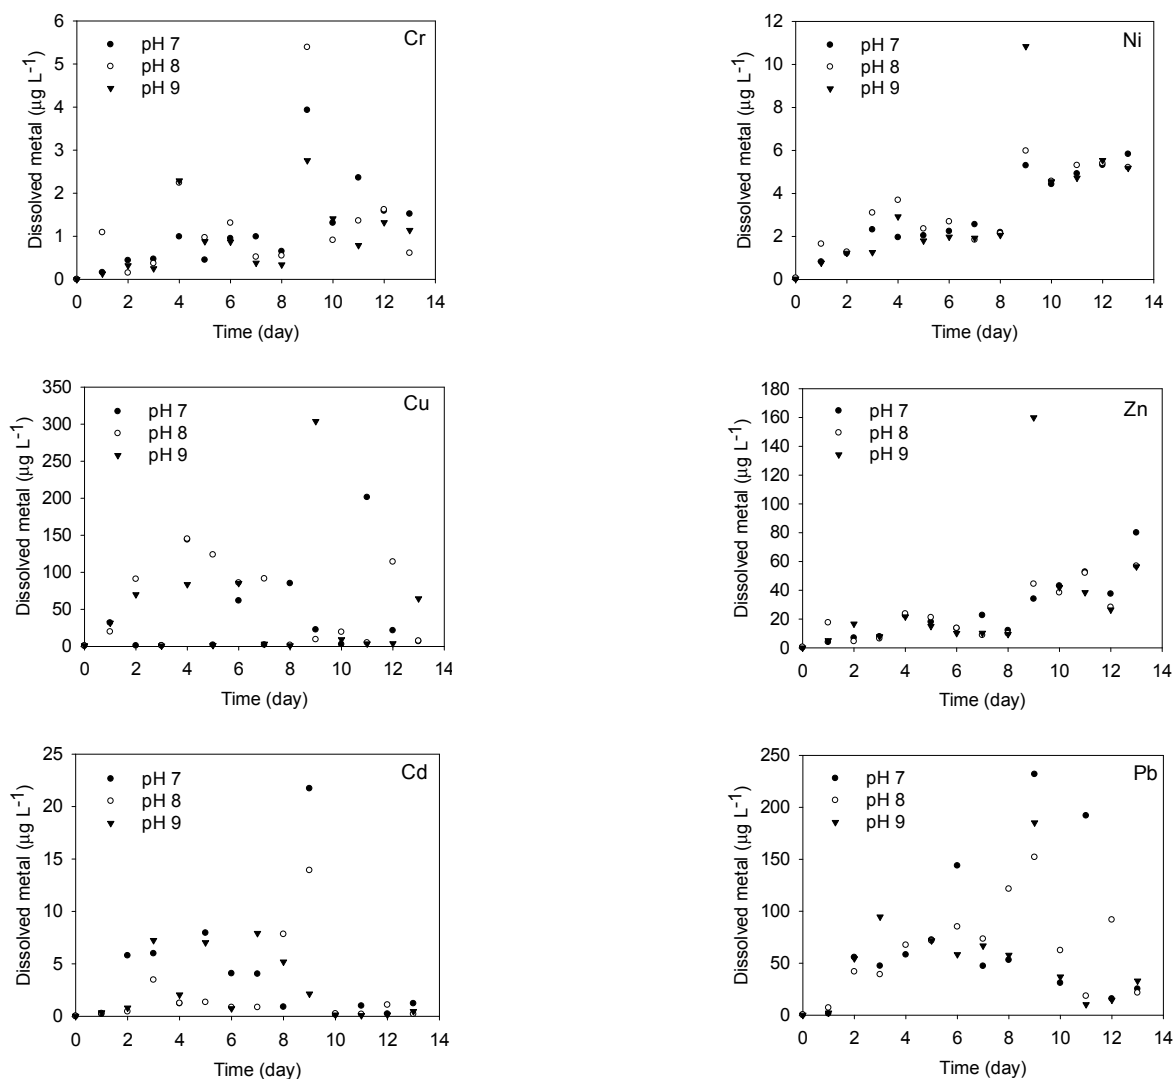 Cr
pH 7
pH 8
pH 9
Dissolved metal (µg L⁻¹)
6
5
4
3
2
1
0
0 2 4 6 8 10 12 14
Time (day)
Ni
pH 7
pH 8
pH 9
Dissolved metal (µg L⁻¹)
12
10
8
6
4
2
0
0 2 4 6 8 10 12 14
Time (day)
Cu
pH 7
pH 8
pH 9
Dissolved metal (µg L⁻¹)
350
300
250
200
150
100
50
0
0 2 4 6 8 10 12 14
Time (day)
Zn
pH 7
pH 8
pH 9
Dissolved metal (µg L⁻¹)
180
160
140
120
100
80
60
40
20
0
0 2 4 6 8 10 12 14
Time (day)
Cd
pH 7
pH 8
pH 9
Dissolved metal (µg L⁻¹)
25
20
15
10
5
0
0 2 4 6 8 10 12 14
Time (day)
Pb
pH 7
pH 8
pH 9
Dissolved metal (µg L⁻¹)
250
200
150
100
50
0
0 2 4 6 8 10 12 14
Time (day)